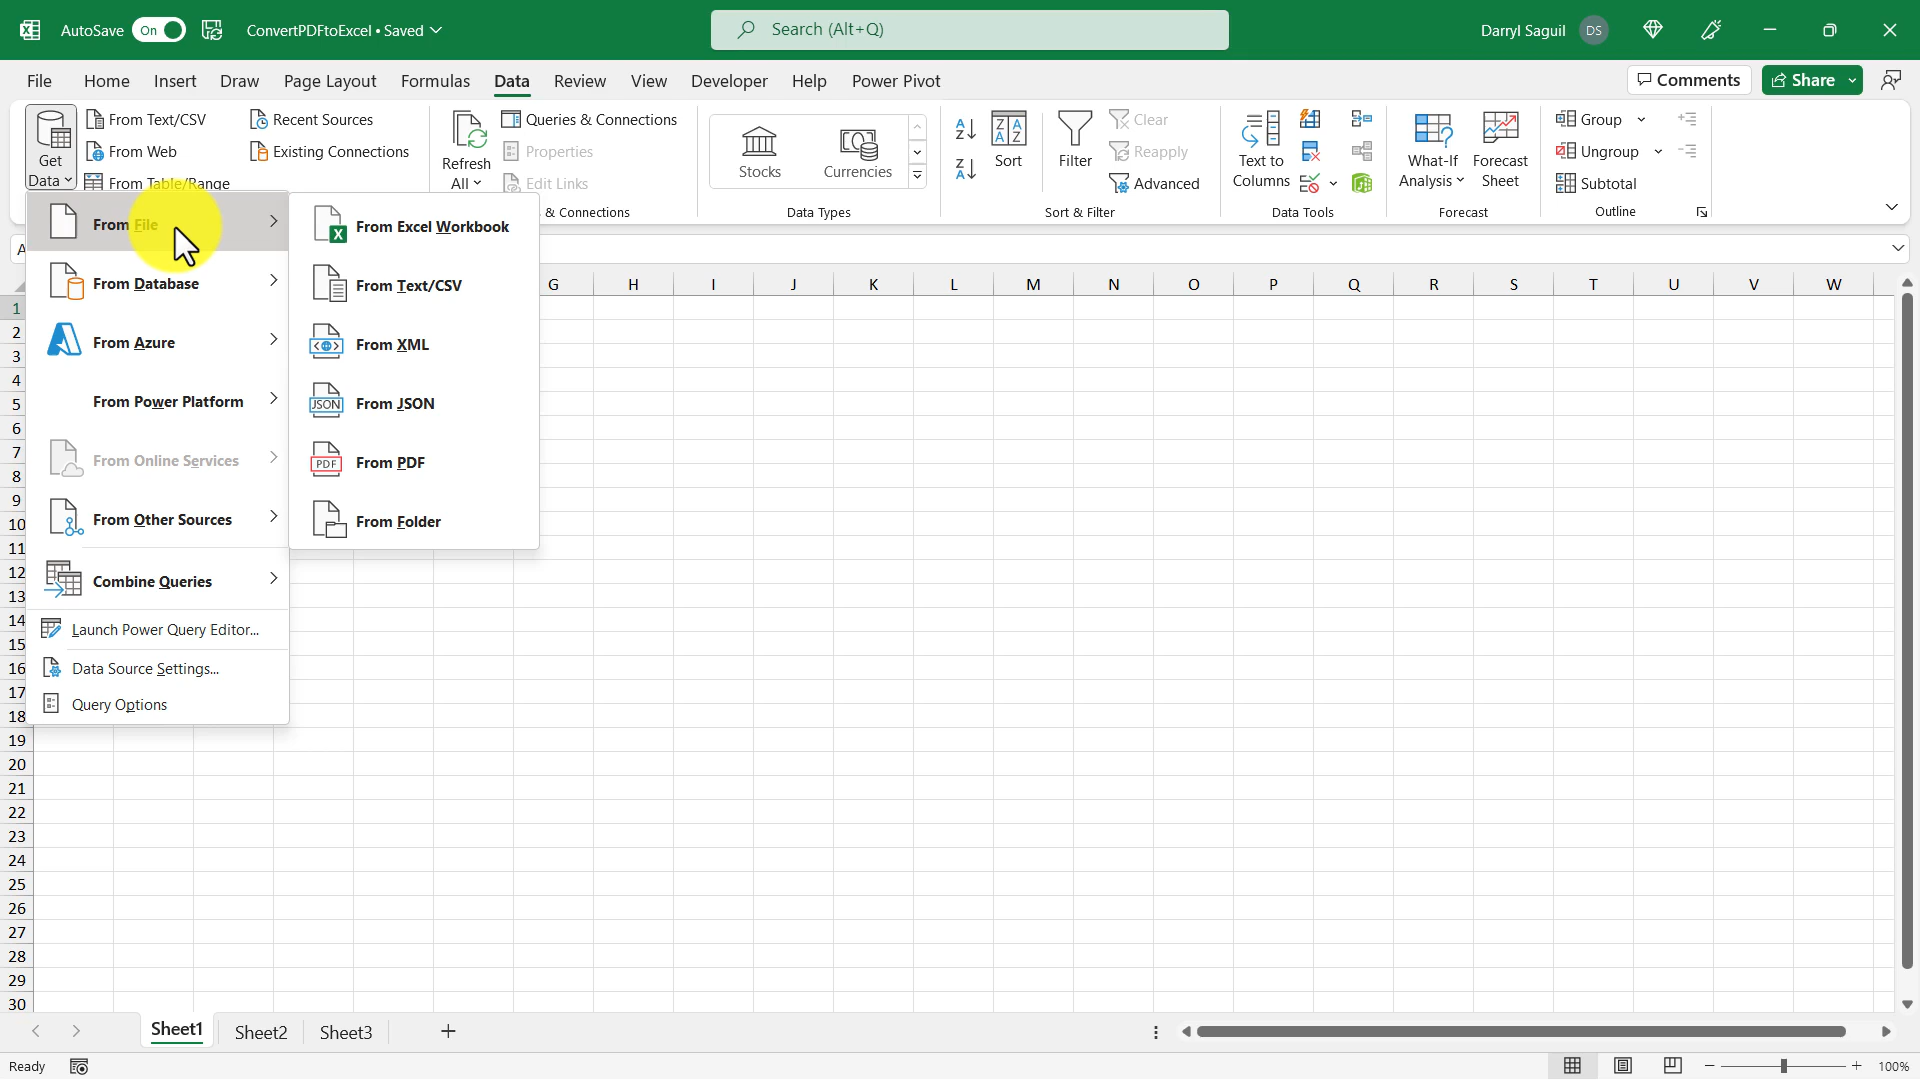 AutoSave On ConvertPDFtoExcel • Saved Search (Alt+Q) Darryl Saguil DS
File Home Insert Draw Page Layout Formulas Data Review View Developer Help Power Pivot Comments Share
Get Data
From Text/CSV
From Web
From Table/Range
Recent Sources
Existing Connections
Refresh All
Queries & Connections
Properties
Edit Links
& Connections
Stocks Currencies
Data Types
Sort
Filter
Clear
Reapply
Advanced
Sort & Filter
Text to Columns
Data Tools
What-If Analysis
Forecast Sheet
Forecast
Group
Ungroup
Subtotal
Outline
From File
From Database
From Azure
From Power Platform
From Online Services
From Other Sources
Combine Queries
Launch Power Query Editor...
Data Source Settings...
Query Options
From Excel Workbook
From Text/CSV
From XML
JSON From JSON
PDF From PDF
From Folder
G H I J K L M N O P Q R S T U V W
1
2
3
4
5
6
7
8
9
10
11
12
13
14
15
16
17
18
19
20
21
22
23
24
25
26
27
28
29
30
Sheet1 Sheet2 Sheet3
Ready 100%